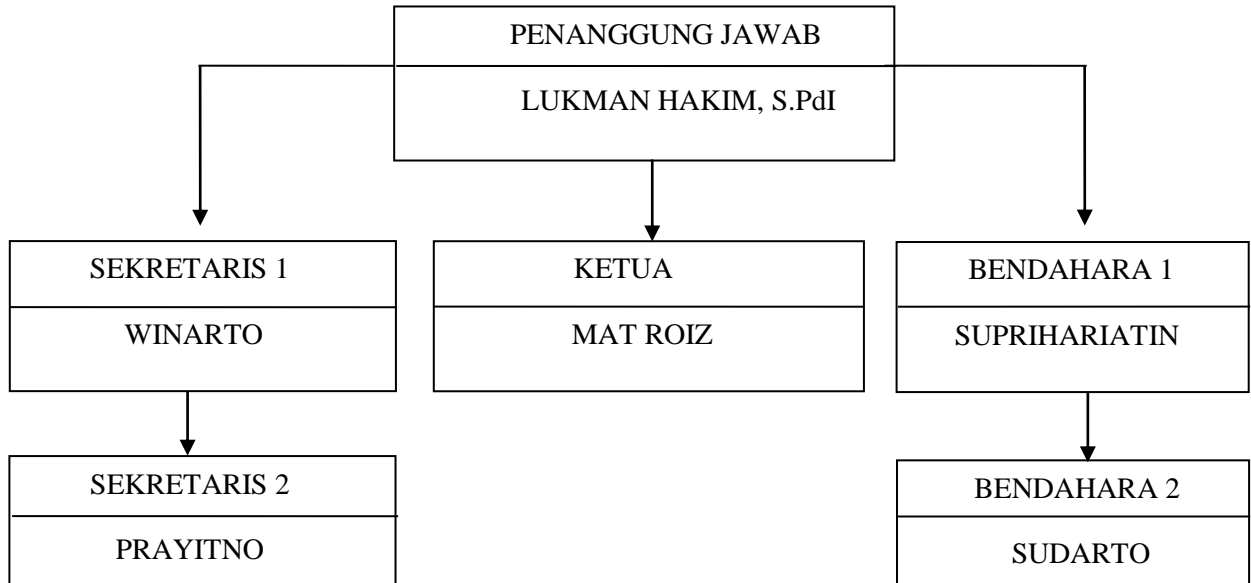 PENANGGUNG JAWAB
LUKMAN HAKIM, S.PdI
SEKRETARIS 1
WINARTO
KETUA
MAT ROIZ
BENDAHARA 1
SUPRIHARIATIN
SEKRETARIS 2
PRAYITNO
BENDAHARA 2
SUDARTO